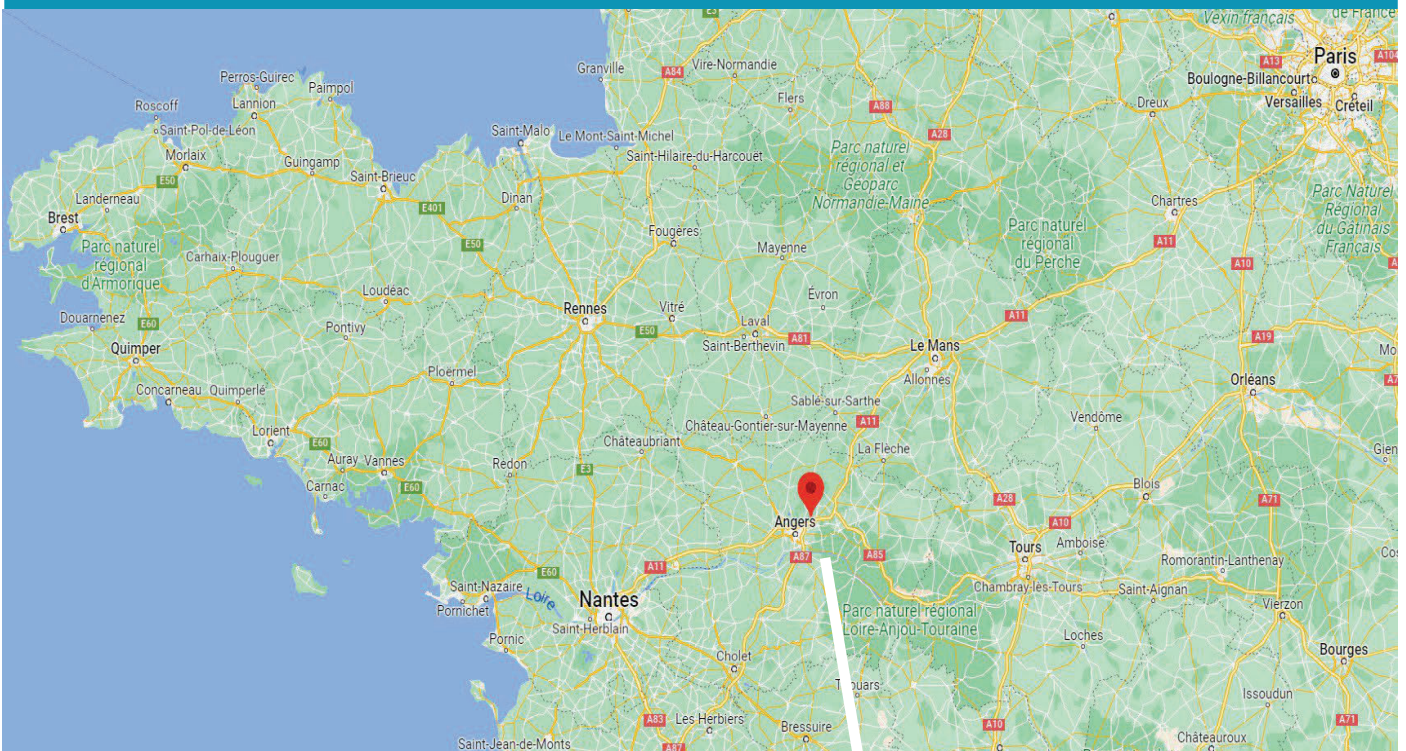 E3
Vexin français
de France
Paris
A13
A104
Granville
A84
Vire-Normandie
Boulogne-Billancourt
Versailles
Créteil
Perros-Guirec
Paimpol
Lannion
Roscoff
Saint-Pol-de-Léon
Flers
A88
Dreux
A28
Saint-Malo
Le Mont-Saint-Michel
Morlaix
E50
Guingamp
Saint-Brieuc
Saint-Hilaire-du-Harcouët
Parc naturel
régional et
Géoparc
Normandie-Maine
Landerneau
Brest
E401
Dinan
Chartres
Parc Naturel
Régional
du Gâtinais
Français
Parc naturel
régional
d'Armorique
Carhaix-Plouguer
E50
Fougères
Mayenne
Parc naturel
régional
du Perche
A11
A10
Loudéac
Évron
Rennes
Vitré
Laval
Saint-Berthevin
E50
A81
A11
Douarnenez
E60
Pontivy
Quimper
Le Mans
Allonnes
A19
Mo
Ploërmel
Orléans
Concarneau
Quimperlé
Sablé-sur-Sarthe
Château-Gontier-sur-Mayenne
A11
Vendôme
Lorient
E60
Châteaubriant
La Flèche
Gien
Auray
Vannes
Redon
E3
Carnac
E60
Blois
A28
A71
Angers
A10
A87
A85
Tours
Amboise
A11
E60
Romorantin-Lanthenay
Saint-Nazaire
Loire
Nantes
Chambray-lès-Tours
Saint-Aignan
Pornichet
Saint-Herblain
Parc naturel régional
Loire-Anjou-Touraine
Vierzon
Pornic
Loches
Cholet
Bourges
Issoudun
A83
Les Herbiers
Bressuire
A10
A71
Saint-Jean-de-Monts
A87
Châteauroux